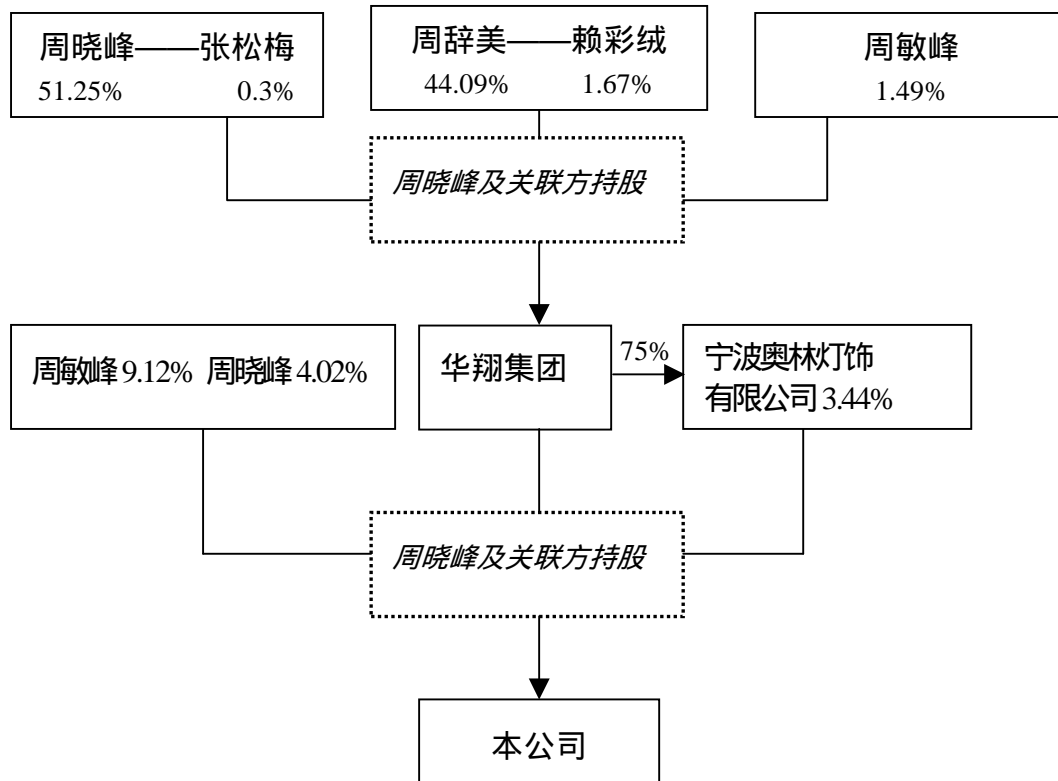 周晓峰——张松梅
51.25% 0.3%
周辞美——赖彩绒
44.09% 1.67%
周敏峰
1.49%
周晓峰及关联方持股
周敏峰 9.12% 周晓峰 4.02%
华翔集团
75%
宁波奥林灯饰
有限公司 3.44%
周晓峰及关联方持股
本公司